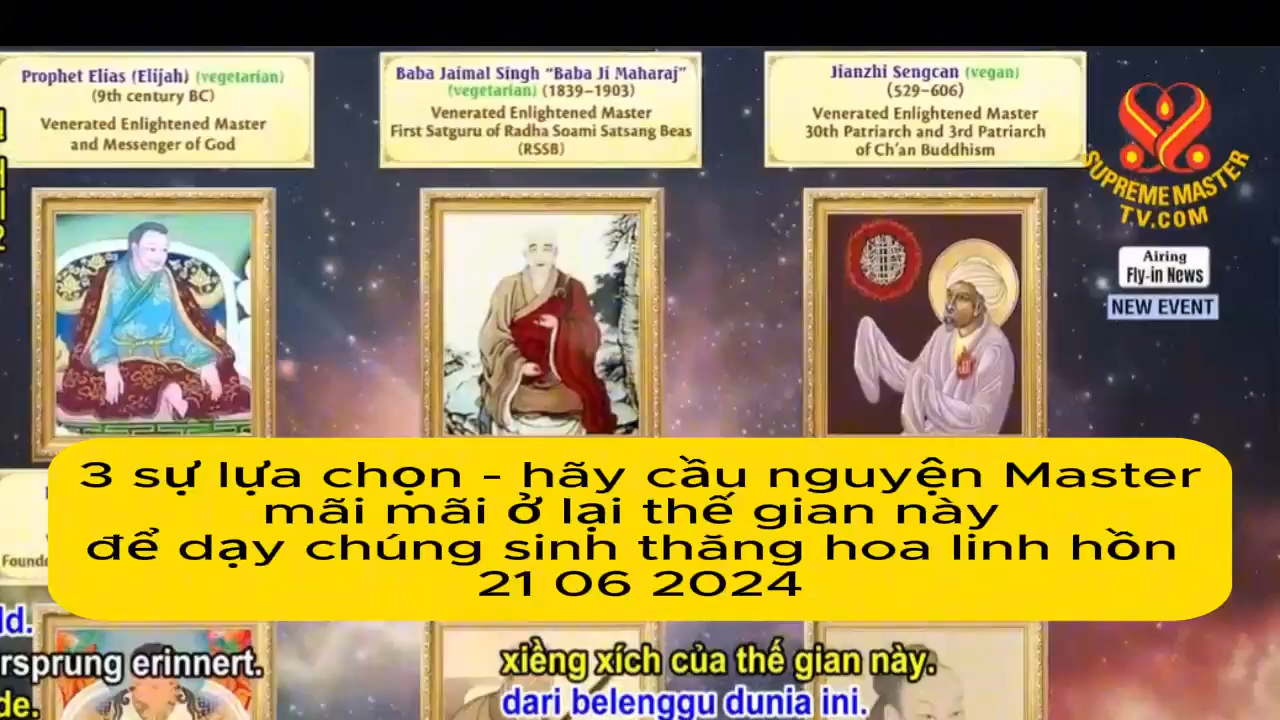 Prophet Elias (Elijah) (vegetarian)
(9th century BC)
Venerated Enlightened Master
and Messenger of God
Baba Jaimal Singh “Baba Ji Maharaj”
(vegetarian) (1839–1903)
Venerated Enlightened Master
First Satguru of Radha Soami Satsang Beas
(RSSB)
Jianzhi Sengcan (vegan)
(529–606)
Venerated Enlightened Master
30th Patriarch and 3rd Patriarch
of Ch’an Buddhism
SUPREME MASTER
TV.COM
Airing
Fly-in News
NEW EVENT
3 sự lựa chọn - hãy cầu nguyện Master
mãi mãi ở lại thế gian này
để dạy chúng sinh thăng hoa linh hồn
21 06 2024
ld.
rsprung erinnert.
de.
xiềng xích của thế gian này.
dari belenggu dunia ini.